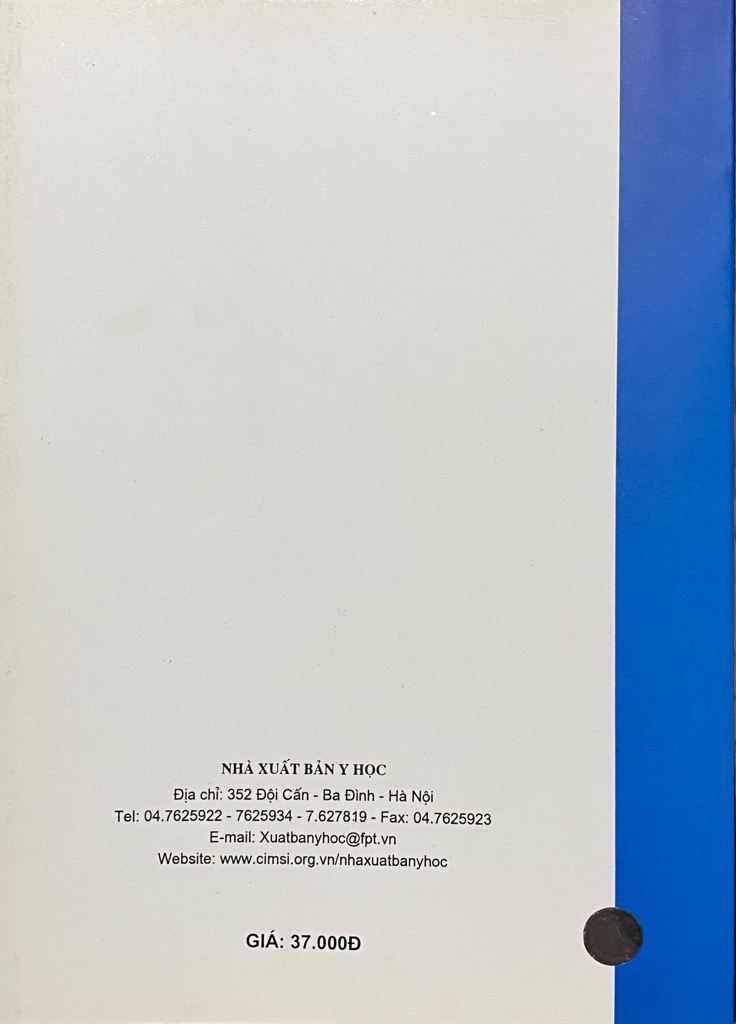 NHÀ XUẤT BẢN Y HỌC
Địa chỉ: 352 Đội Cấn - Ba Đình - Hà Nội
Tel: 04.7625922 - 7625934 - 7.627819 - Fax: 04.7625923
E-mail: Xuatbanyhoc@fpt.vn
Website: www.cimsi.org.vn/nhaxuatbanyhoc
GIÁ: 37.000Đ